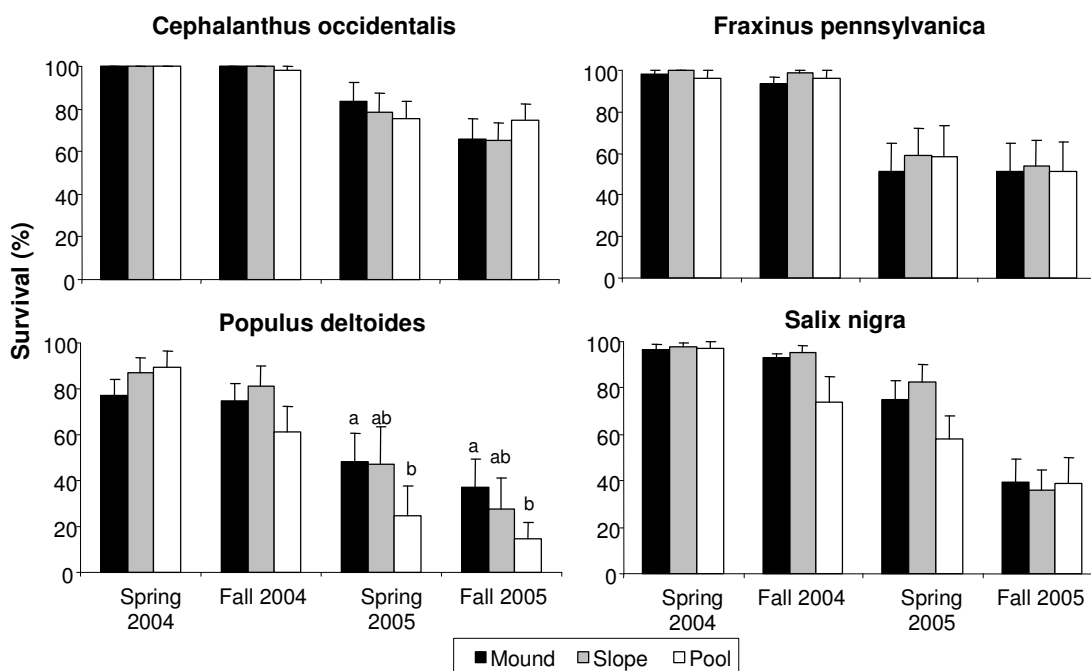 Cephalanthus occidentalis
100
80
60
40
20
0
Fraxinus pennsylvanica
100
80
60
40
20
0
Survival (%)
Populus deltoides
100
80
60
40
20
0
a ab b
a ab b
Spring 2004
Fall 2004
Spring 2005
Fall 2005
Salix nigra
100
80
60
40
20
0
Spring 2004
Fall 2004
Spring 2005
Fall 2005
Mound Slope Pool